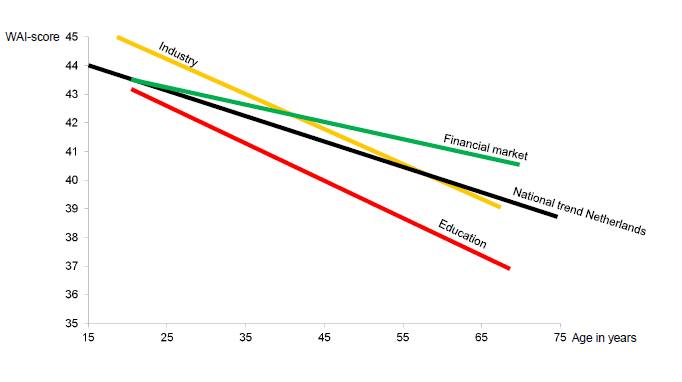 WAI-score
45
44
43
42
41
40
39
38
37
36
35
Industry
Financial market
National trend Netherlands
Education
15 25 35 45 55 65 75 Age in years